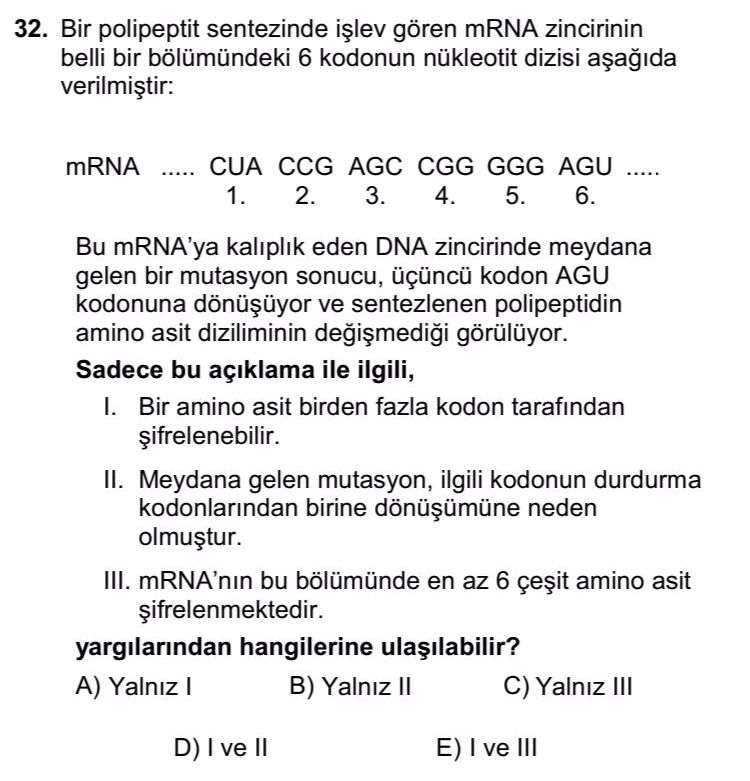 32. Bir polipeptit sentezinde işlev gören mRNA zincirinin
belli bir bölümündeki 6 kodonun nükleotit dizisi aşağıda
verilmiştir:
mRNA ..... CUA CCG AGC CGG GGG AGU .....
1. 2. 3. 4. 5. 6.
Bu mRNA'ya kalıplık eden DNA zincirinde meydana
gelen bir mutasyon sonucu, üçüncü kodon AGU
kodonuna dönüşüyor ve sentezlenen polipeptidin
amino asit diziliminin değişmediği görülüyor.
Sadece bu açıklama ile ilgili,
I. Bir amino asit birden fazla kodon tarafından
şifrelenebilir.
II. Meydana gelen mutasyon, ilgili kodonun durdurma
kodonlarından birine dönüşümüne neden
olmuştur.
III. mRNA'nın bu bölümünde en az 6 çeşit amino asit
şifrelenmektedir.
yargılarından hangilerine ulaşılabilir?
A) Yalnız I B) Yalnız II C) Yalnız III
D) I ve II E) I ve III